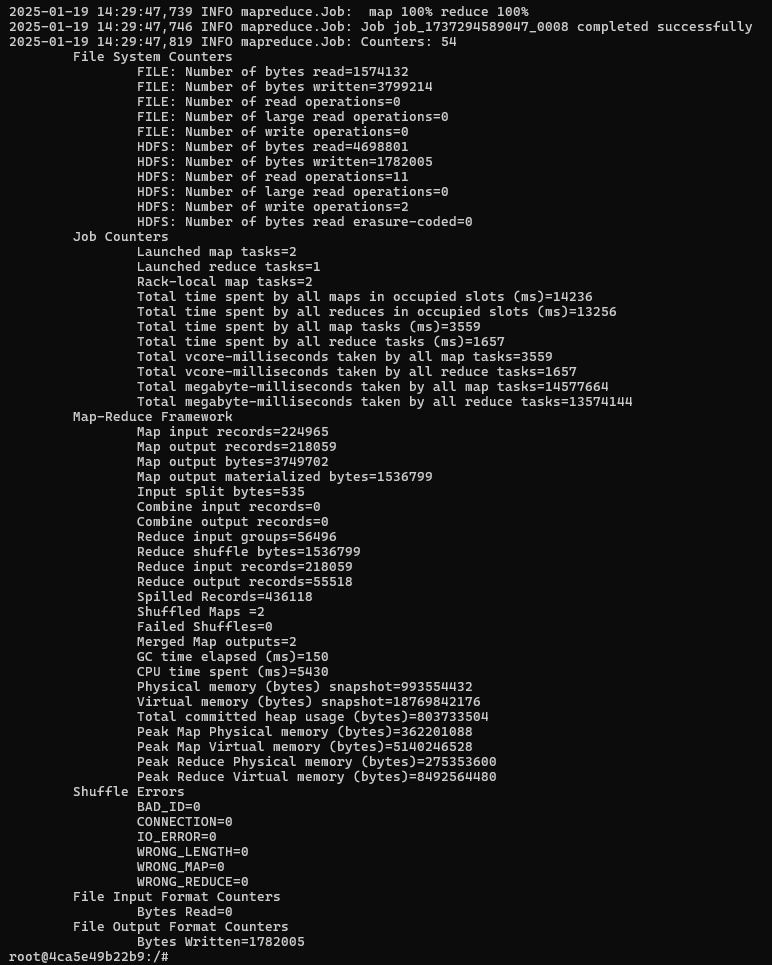 2025-01-19 14:29:47,739 INFO mapreduce.Job:  map 100% reduce 100%
2025-01-19 14:29:47,746 INFO mapreduce.Job: Job job_1737294589047_0008 completed successfully
2025-01-19 14:29:47,819 INFO mapreduce.Job: Counters: 54
File System Counters
FILE: Number of bytes read=1574132
FILE: Number of bytes written=3799214
FILE: Number of read operations=0
FILE: Number of large read operations=0
FILE: Number of write operations=0
HDFS: Number of bytes read=4698801
HDFS: Number of bytes written=1782005
HDFS: Number of read operations=11
HDFS: Number of large read operations=0
HDFS: Number of write operations=2
HDFS: Number of bytes read erasure-coded=0
Job Counters
Launched map tasks=2
Launched reduce tasks=1
Rack-local map tasks=2
Total time spent by all maps in occupied slots (ms)=14236
Total time spent by all reduces in occupied slots (ms)=13256
Total time spent by all map tasks (ms)=3559
Total time spent by all reduce tasks (ms)=1657
Total vcore-milliseconds taken by all map tasks=3559
Total vcore-milliseconds taken by all reduce tasks=1657
Total megabyte-milliseconds taken by all map tasks=14577664
Total megabyte-milliseconds taken by all reduce tasks=13574144
Map-Reduce Framework
Map input records=224965
Map output records=218059
Map output bytes=3749702
Map output materialized bytes=1536799
Input split bytes=535
Combine input records=0
Combine output records=0
Reduce input groups=56496
Reduce shuffle bytes=1536799
Reduce input records=218059
Reduce output records=55518
Spilled Records=436118
Shuffled Maps =2
Failed Shuffles=0
Merged Map outputs=2
GC time elapsed (ms)=150
CPU time spent (ms)=5430
Physical memory (bytes) snapshot=993554432
Virtual memory (bytes) snapshot=18769842176
Total committed heap usage (bytes)=803733504
Peak Map Physical memory (bytes)=362201088
Peak Map Virtual memory (bytes)=5140246528
Peak Reduce Physical memory (bytes)=275353600
Peak Reduce Virtual memory (bytes)=8492564480
Shuffle Errors
BAD_ID=0
CONNECTION=0
IO_ERROR=0
WRONG_LENGTH=0
WRONG_MAP=0
WRONG_REDUCE=0
File Input Format Counters
Bytes Read=0
File Output Format Counters
Bytes Written=1782005
root@4ca5e49b22b9:/#